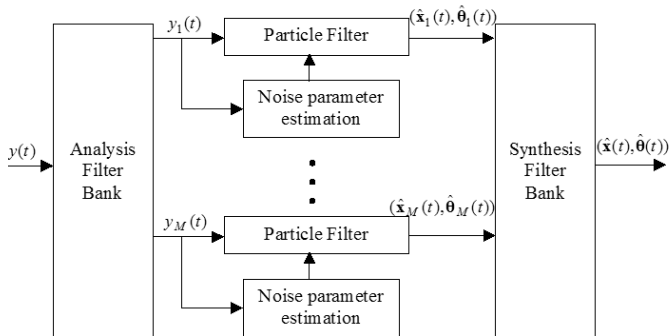 y(t)
Analysis
Filter
Bank
y₁(t)
Particle Filter
(x̂₁(t), θ̂₁(t))
Noise parameter
estimation
y_M(t)
Particle Filter
(x̂_M(t), θ̂_M(t))
Noise parameter
estimation
Synthesis
Filter
Bank
(x̂(t), θ̂(t))